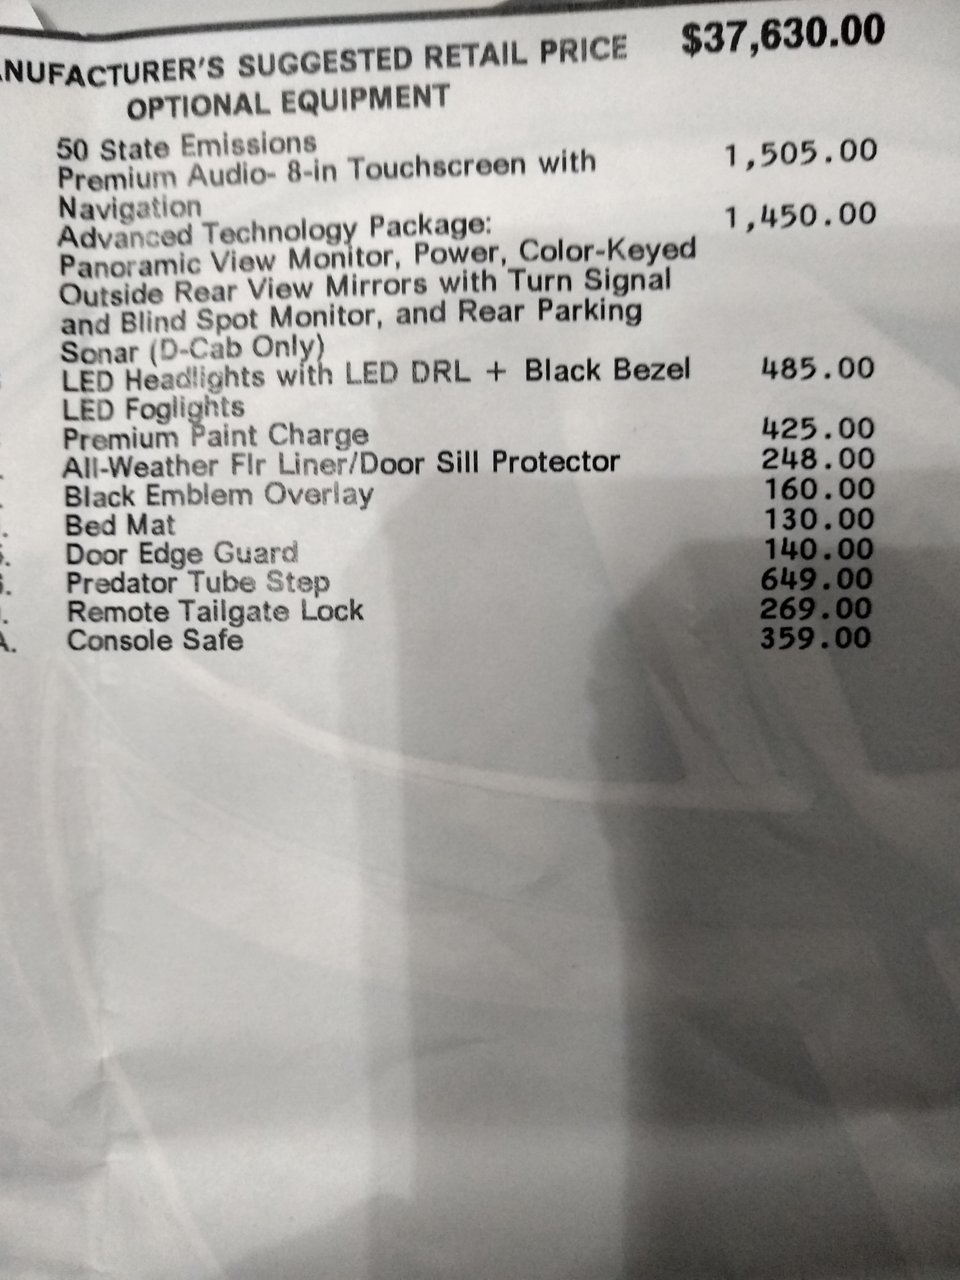 ANUFACTURER'S SUGGESTED RETAIL PRICE $37,630.00
OPTIONAL EQUIPMENT
50 State Emissions
Premium Audio- 8-in Touchscreen with 1,505.00
Navigation
Advanced Technology Package: 1,450.00
Panoramic View Monitor, Power, Color-Keyed
Outside Rear View Mirrors with Turn Signal
and Blind Spot Monitor, and Rear Parking
Sonar (D-Cab Only)
LED Headlights with LED DRL + Black Bezel 485.00
LED Foglights
Premium Paint Charge 425.00
All-Weather Flr Liner/Door Sill Protector 248.00
Black Emblem Overlay 160.00
Bed Mat 130.00
Door Edge Guard 140.00
Predator Tube Step 649.00
Remote Tailgate Lock 269.00
A. Console Safe 359.00